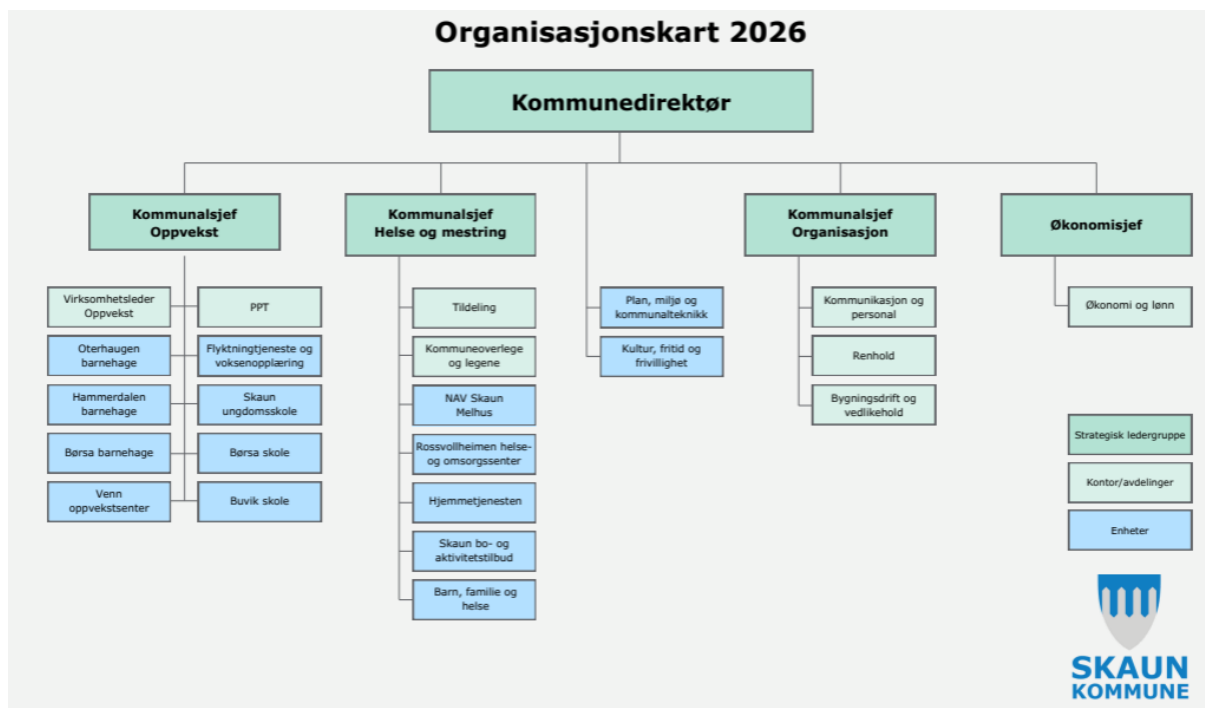 Organisasjonskart 2026
Kommunedirektør
Kommunalsjef
Oppvekst
Virksomhetsleder
Oppvekst
PPT
Oterhaugen
barnehage
Flyktningtjeneste og
voksenopplæring
Hammerdalen
barnehage
Skaun
ungdomsskole
Børsa barnehage
Børsa skole
Venn
oppvekstsenter
Buvik skole
Kommunalsjef
Helse og mestring
Tildeling
Kommuneoverlege
og legene
NAV Skaun
Melhus
Rossvollheimen helse-
og omsorgssenter
Hjemmetjenesten
Skaun bo- og
aktivitetstilbud
Barn, familie og
helse
Plan, miljø og
kommunalteknikk
Kultur, fritid og
frivillighet
Kommunalsjef
Organisasjon
Kommunikasjon og
personal
Renhold
Bygningsdrift og
vedlikehold
Økonomisjef
Økonomi og lønn
Strategisk ledergruppe
Kontor/avdelinger
Enheter
SKAUN
KOMMUNE